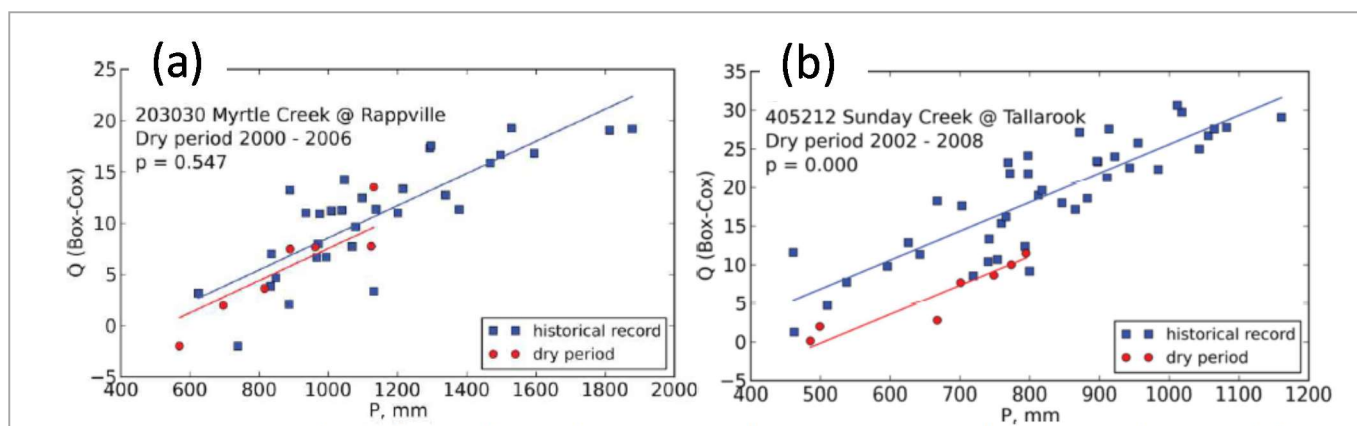 (a)
25
20
15
10
5
0
−5
Q (Box-Cox)
203030 Myrtle Creek @ Rappville
Dry period 2000 - 2006
p = 0.547
historical record
dry period
400 600 800 1000 1200 1400 1600 1800 2000
P, mm
(b)
35
30
25
20
15
10
5
0
−5
Q (Box-Cox)
405212 Sunday Creek @ Tallarook
Dry period 2002 - 2008
p = 0.000
historical record
dry period
400 500 600 700 800 900 1000 1100 1200
P, mm